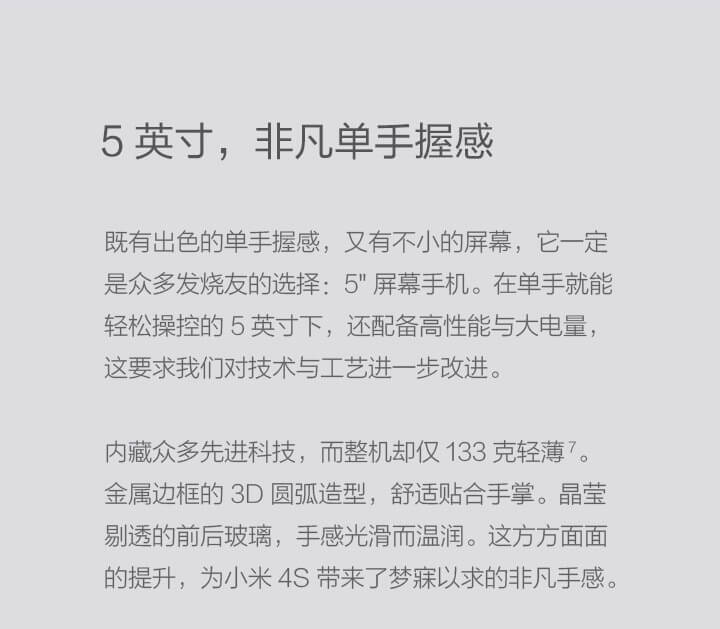 5 英寸，非凡单手握感
既有出色的单手握感，又有不小的屏幕，它一定
是众多发烧友的选择：5" 屏幕手机。在单手就能
轻松操控的 5 英寸下，还配备高性能与大电量，
这要求我们对技术与工艺进一步改进。
内藏众多先进科技，而整机却仅 133 克轻薄⁷。
金属边框的 3D 圆弧造型，舒适贴合手掌。晶莹
剔透的前后玻璃，手感光滑而温润。这方方面面
的提升，为小米 4S 带来了梦寐以求的非凡手感。